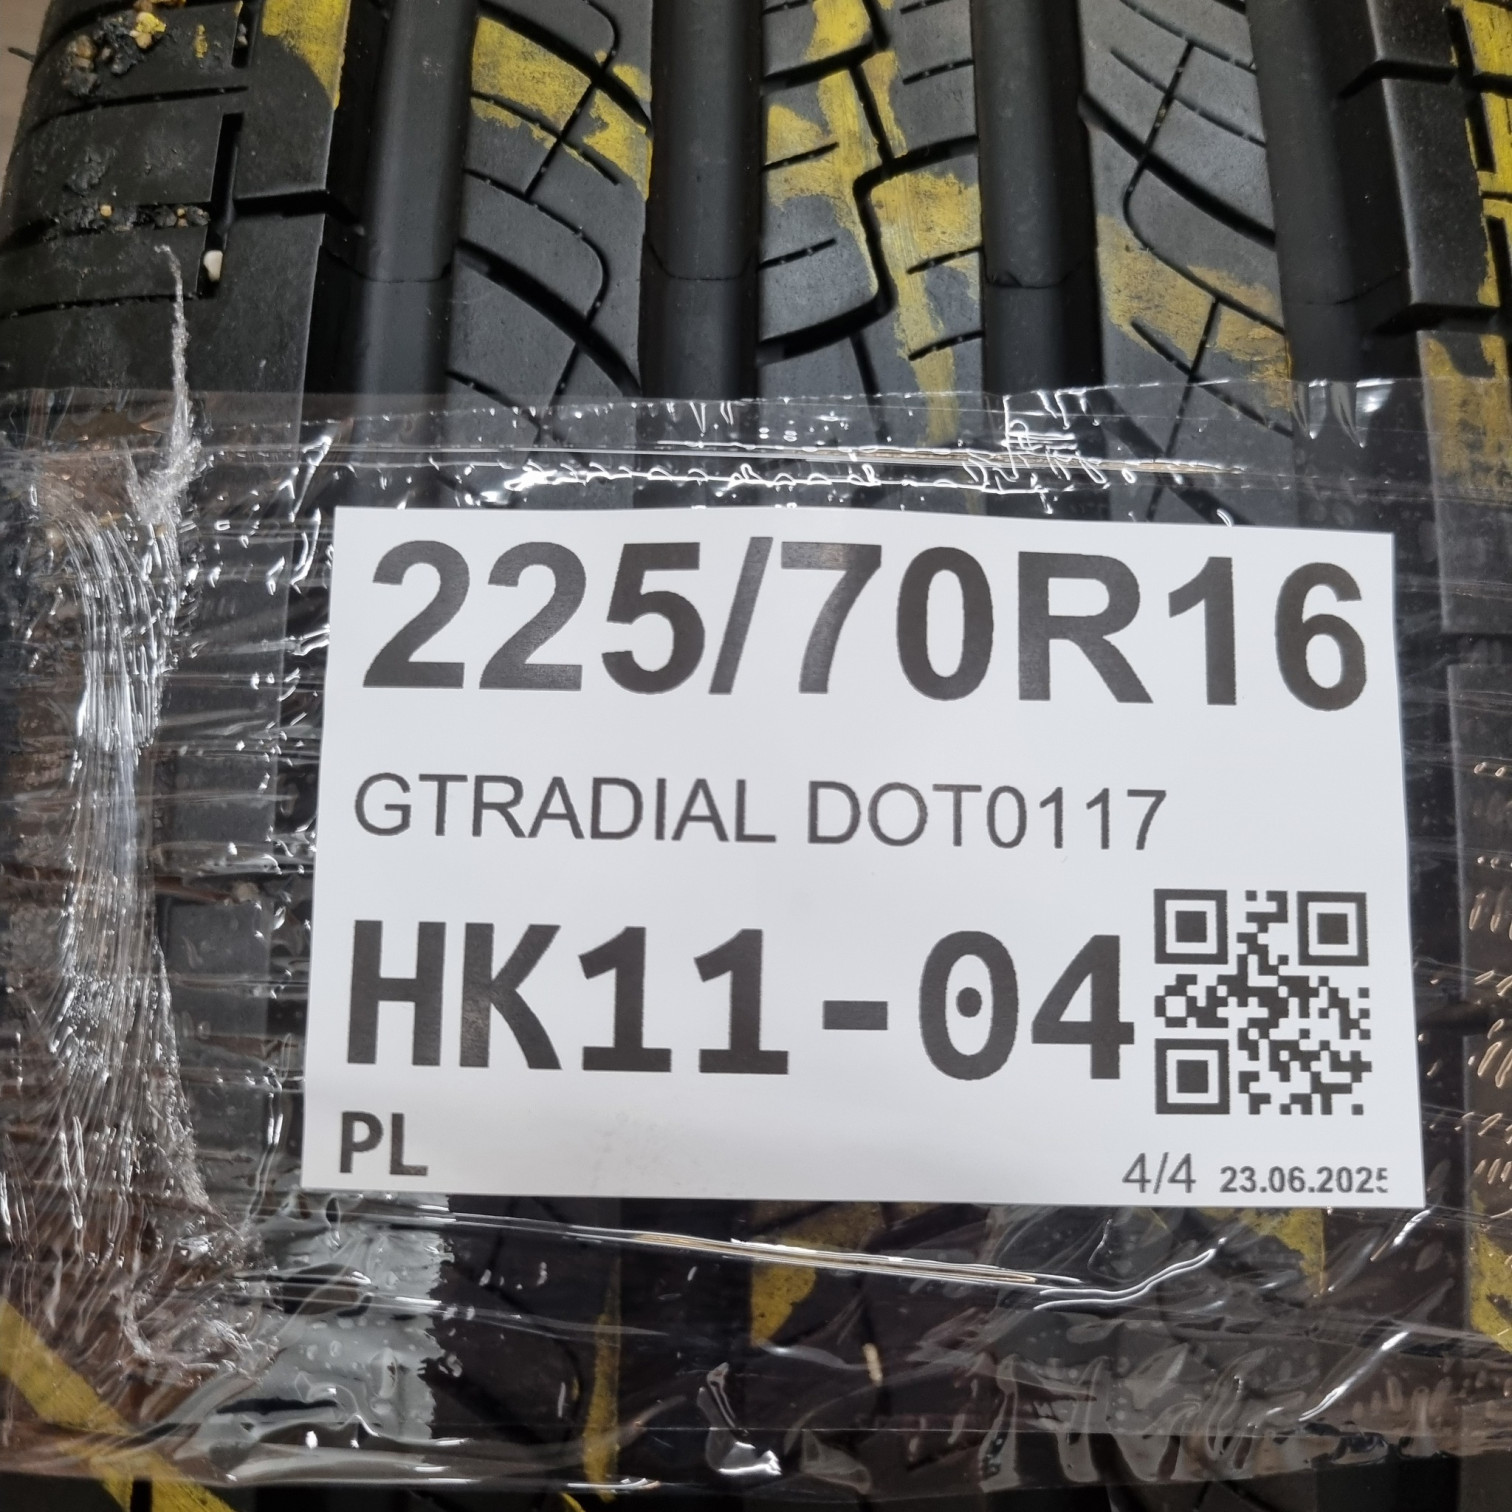 225/70R16
GTRADIAL DOT0117
HK11-04
PL
4/4 23.06.2025